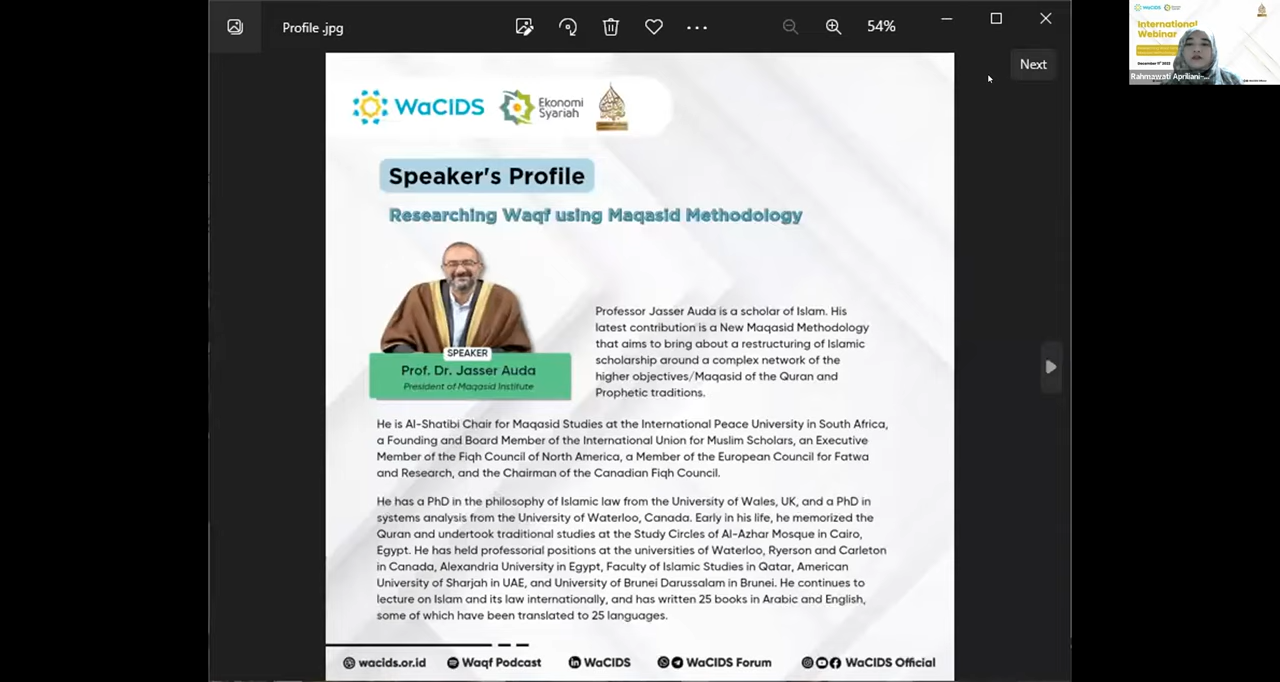 Profile .jpg
54%
Next
WaCIDS
Ekonomi
Syariah
Speaker's Profile
Researching Waqf using Maqasid Methodology
SPEAKER
Prof. Dr. Jasser Auda
President of Maqasid Institute
Professor Jasser Auda is a scholar of Islam. His
latest contribution is a New Maqasid Methodology
that aims to bring about a restructuring of Islamic
scholarship around a complex network of the
higher objectives/Maqasid of the Quran and
Prophetic traditions.
He is Al-Shatibi Chair for Maqasid Studies at the International Peace University in South Africa,
a Founding and Board Member of the International Union for Muslim Scholars, an Executive
Member of the Fiqh Council of North America, a Member of the European Council for Fatwa
and Research, and the Chairman of the Canadian Fiqh Council.
He has a PhD in the philosophy of Islamic law from the University of Wales, UK, and a PhD in
systems analysis from the University of Waterloo, Canada. Early in his life, he memorized the
Quran and undertook traditional studies at the Study Circles of Al-Azhar Mosque in Cairo,
Egypt. He has held professorial positions at the universities of Waterloo, Ryerson and Carleton
in Canada, Alexandria University in Egypt, Faculty of Islamic Studies in Qatar, American
University of Sharjah in UAE, and University of Brunei Darussalam in Brunei. He continues to
lecture on Islam and its law internationally, and has written 25 books in Arabic and English,
some of which have been translated to 25 languages.
wacids.or.id
Waqf Podcast
WaCIDS
WaCIDS Forum
WaCIDS Official
International
Webinar
Rahmawati Apriliani-...